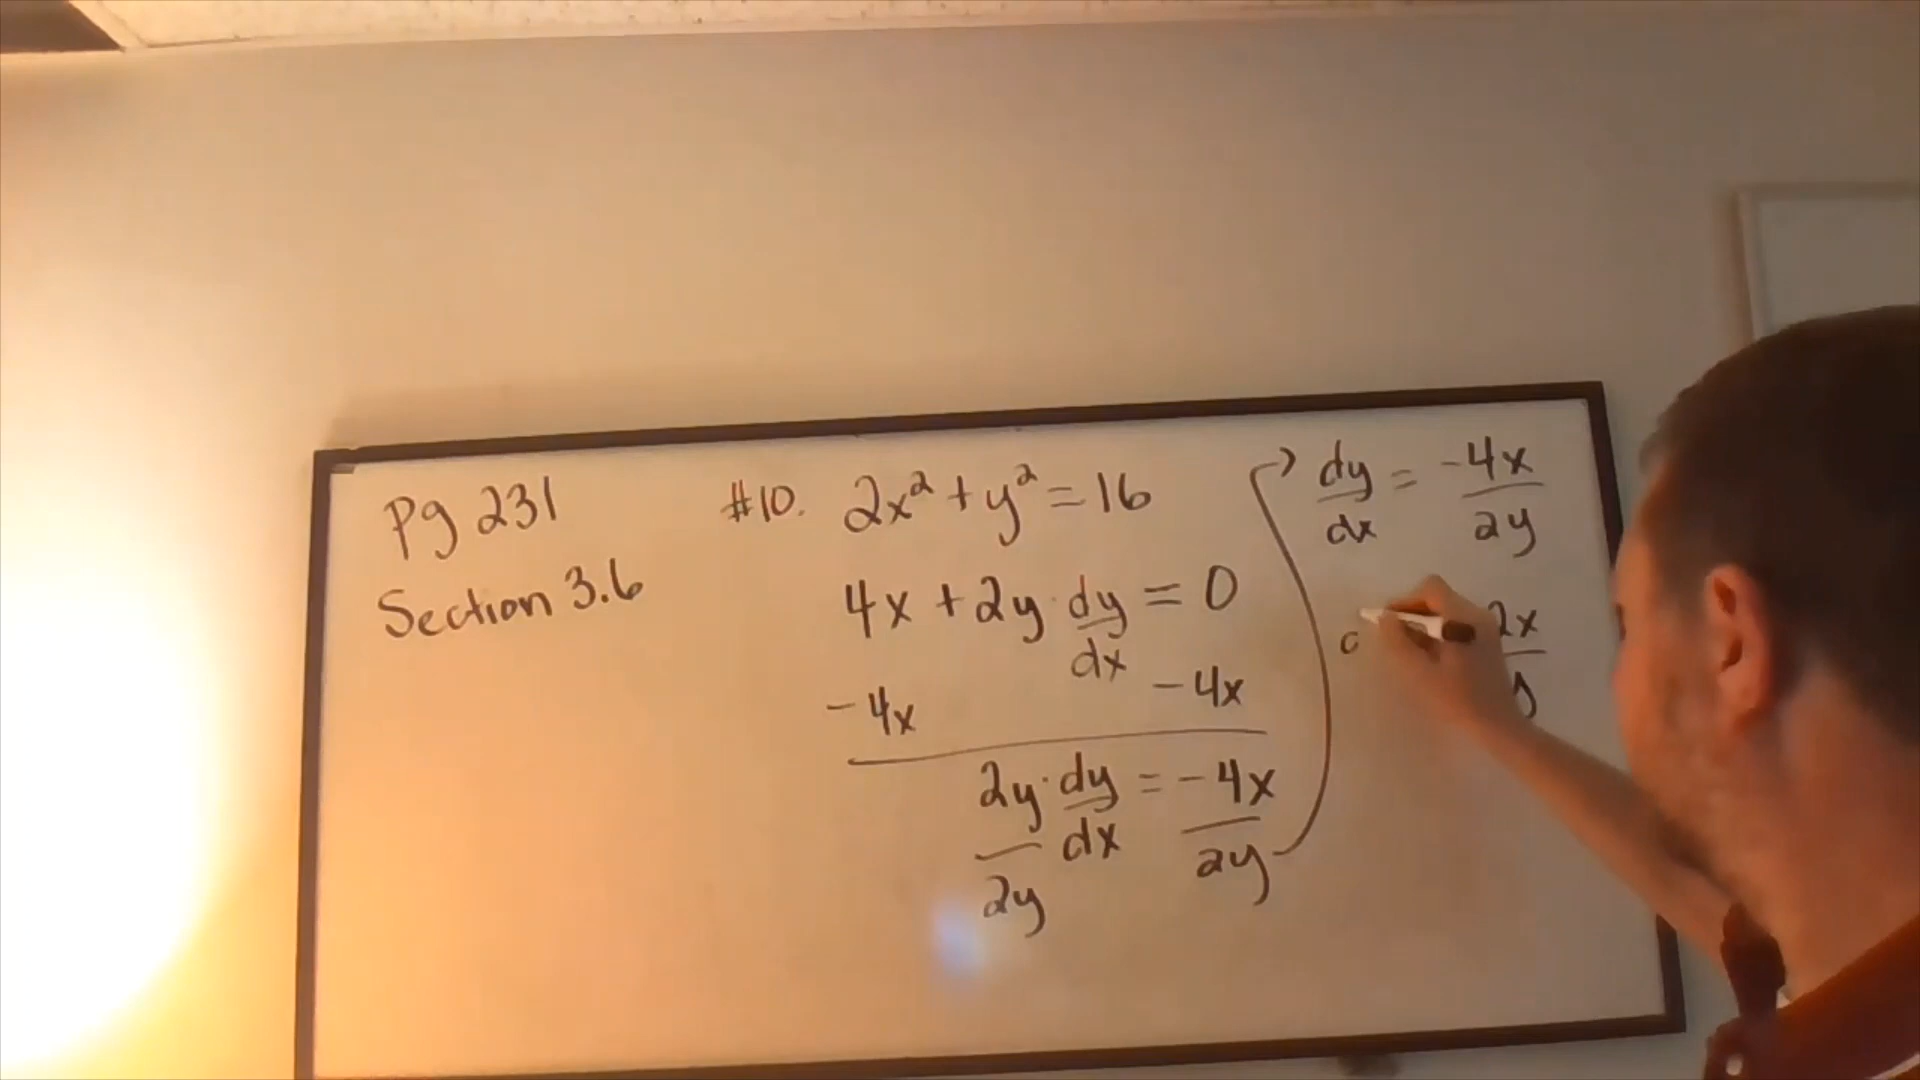 Pg 231
Section 3.6
#10. 2x² + y² = 16
4x + 2y · dy/dx = 0
- 4x - 4x
2y · dy/dx = - 4x
2y 2y
dy/dx = -4x/2y
2x/y